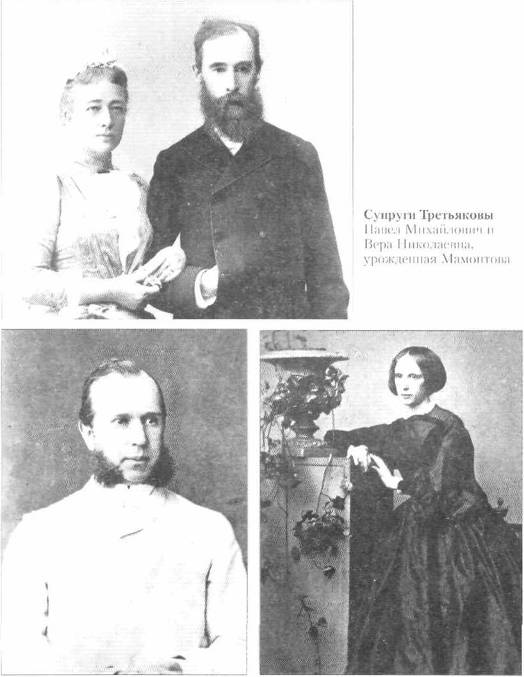 Супруги Третьяковы
Павел Михайлович и
Вера Николаевна,
урожденная Мамонтова